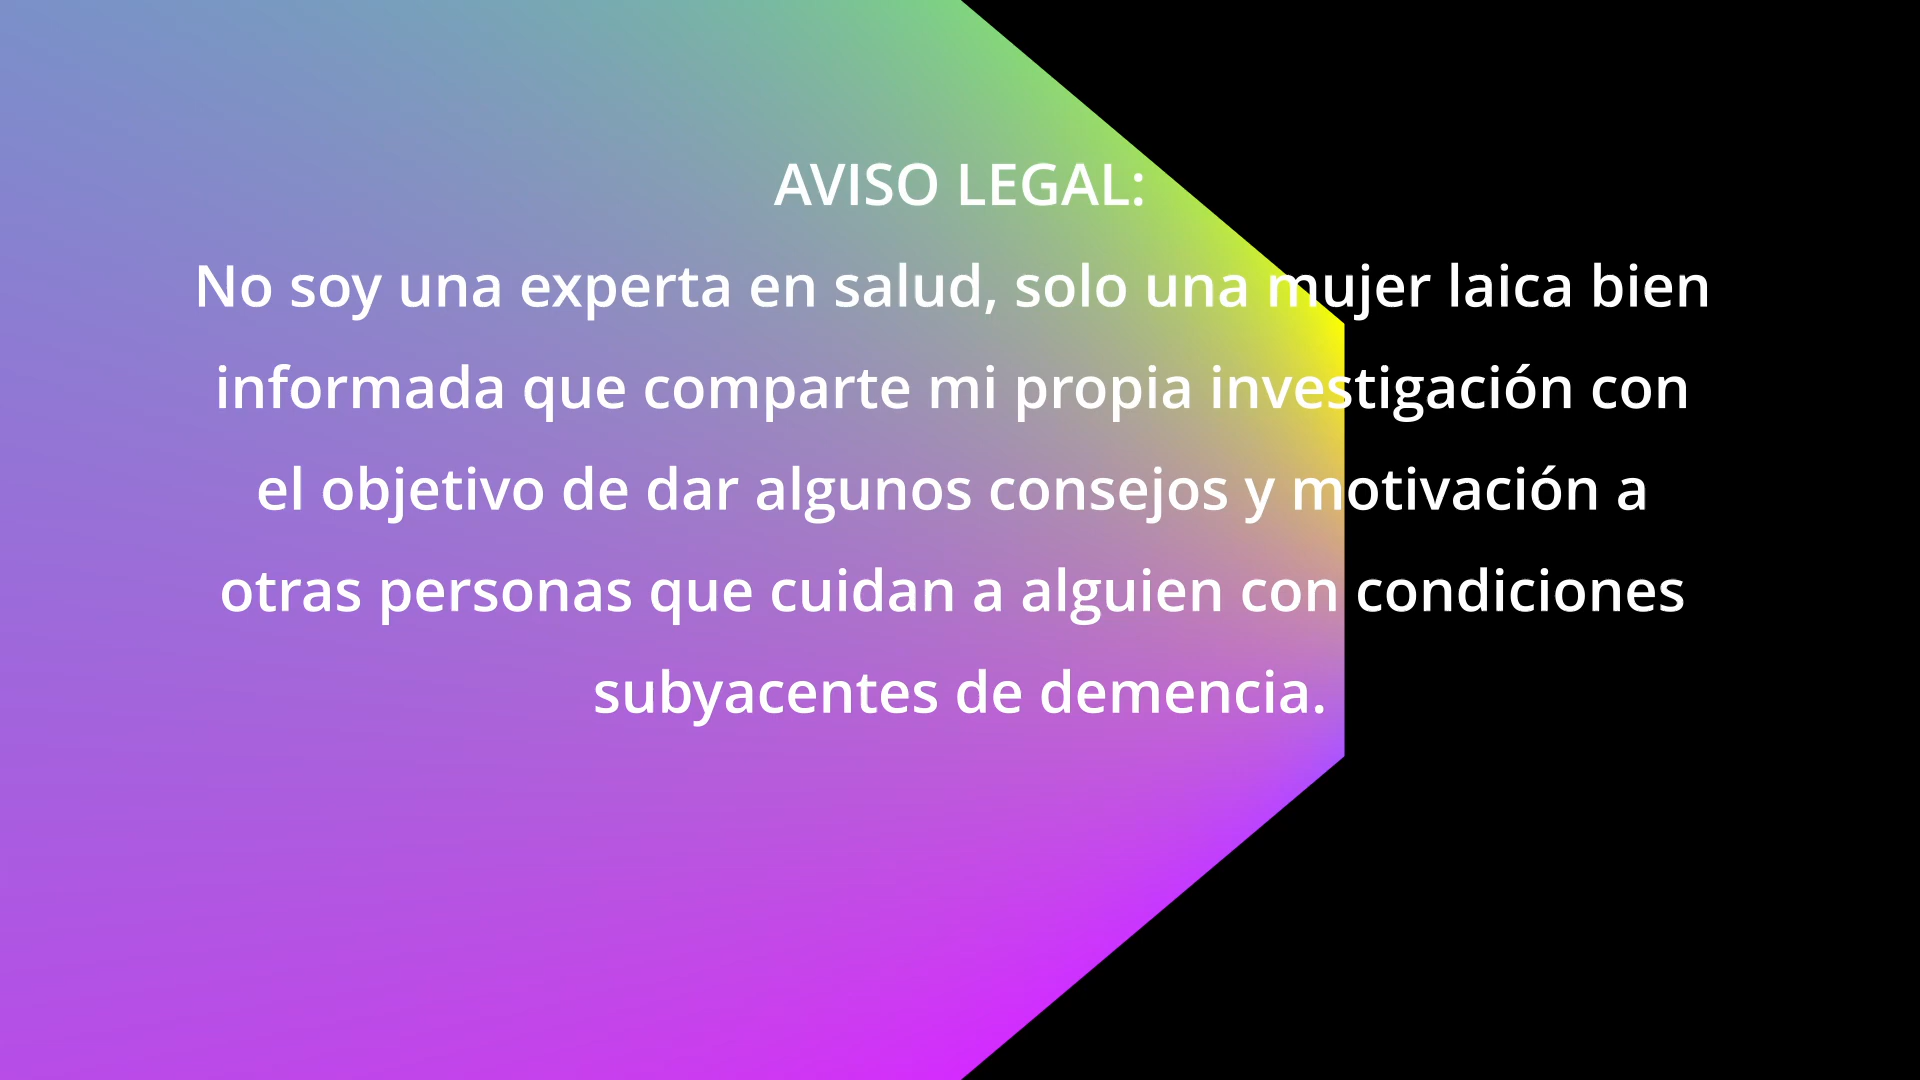 AVISO LEGAL:
No soy una experta en salud, solo una mujer laica bien
informada que comparte mi propia investigación con
el objetivo de dar algunos consejos y motivación a
otras personas que cuidan a alguien con condiciones
subyacentes de demencia.